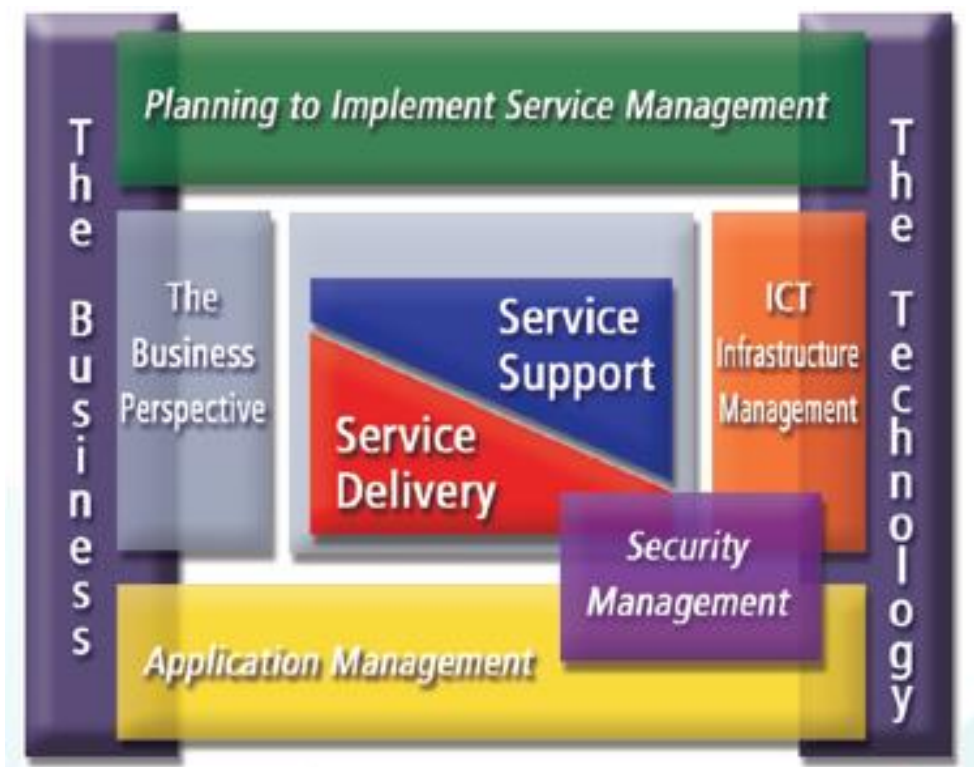 The Business
Planning to Implement Service Management
The Technology
The
Business
Perspective
Service
Support
Service
Delivery
ICT
Infrastructure
Management
Security
Management
Application Management